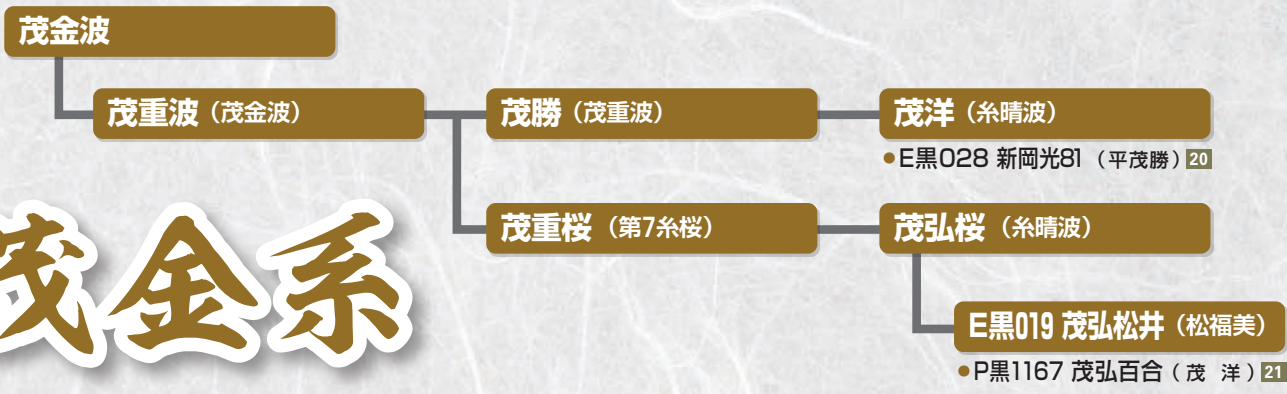 茂金波
茂重波（茂金波）
茂勝（茂重波）
茂洋（糸晴波）
●E黒028 新岡光81（平茂勝）20
茂重桜（第7糸桜）
茂弘桜（糸晴波）
茂金系
E黒019 茂弘松井（松福美）
●P黒1167 茂弘百合（茂 洋）21